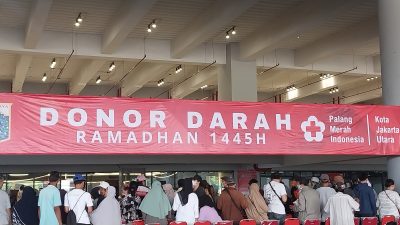 DONOR DARAH
RAMADHAN 1445H
Palang
Merah
Indonesia
Kota
Jakarta
Utara